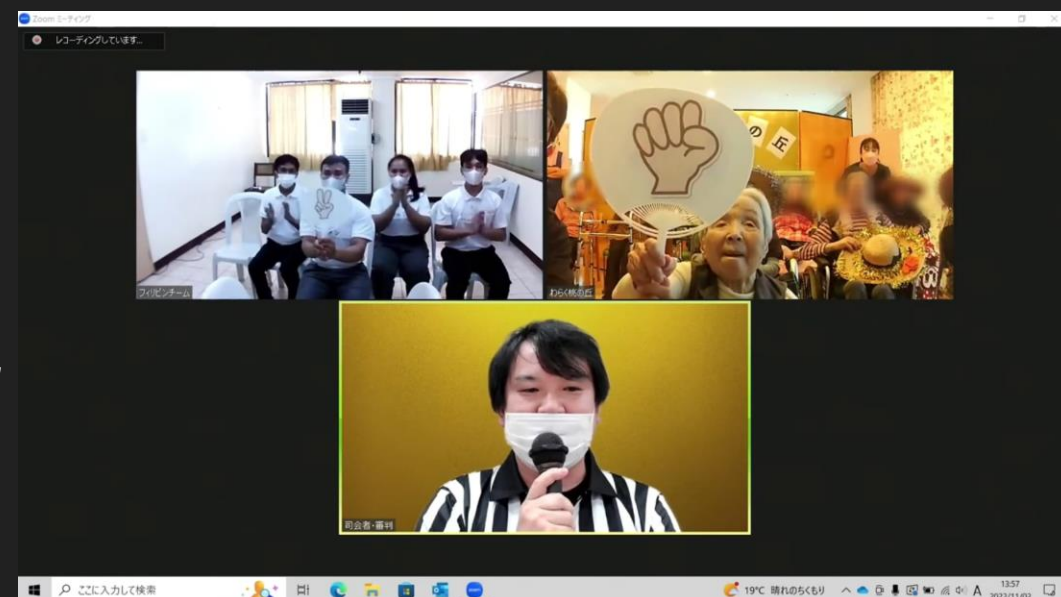 Zoom ミーティング
レコーディングしています...
の
丘
フィリピンチーム
わらく桃の丘
司会者・審判
ここに入力して検索
19°C 晴れのちくもり
A
13:57
2022/11/02